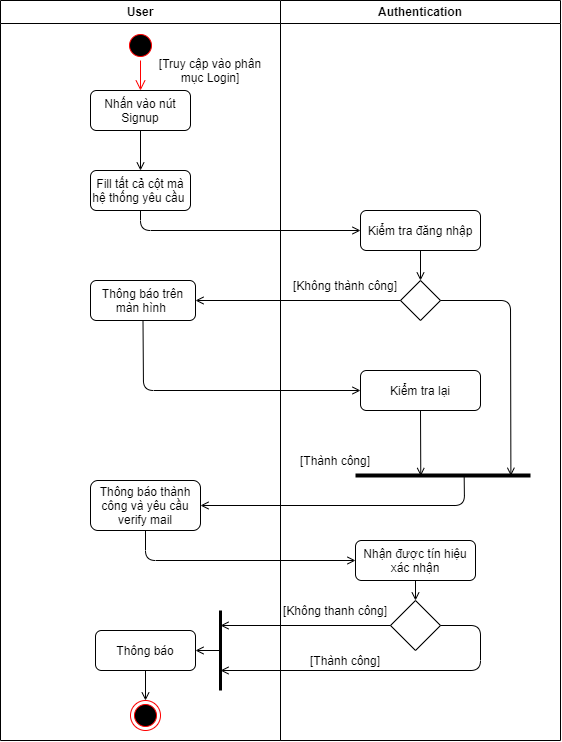 User
Authentication
[Truy cập vào phân
mục Login]
Nhấn vào nút
Signup
Fill tất cả cột mà
hệ thống yêu cầu
Kiểm tra đăng nhập
[Không thành công]
Thông báo trên
màn hình
Kiểm tra lại
[Thành công]
Thông báo thành
công và yêu cầu
verify mail
Nhận được tín hiệu
xác nhận
[Không thanh công]
Thông báo
[Thành công]